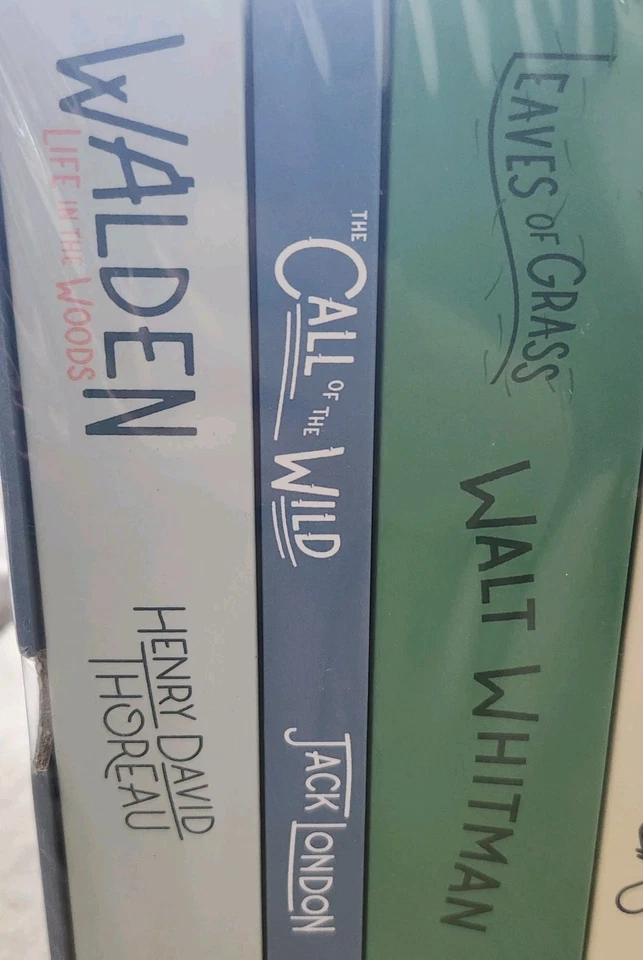 WALDEN
LIFE IN THE WOODS
HENRY DAVID
THOREAU
THE
CALL OF THE WILD
JACK LONDON
LEAVES OF GRASS
WALT WHITMAN